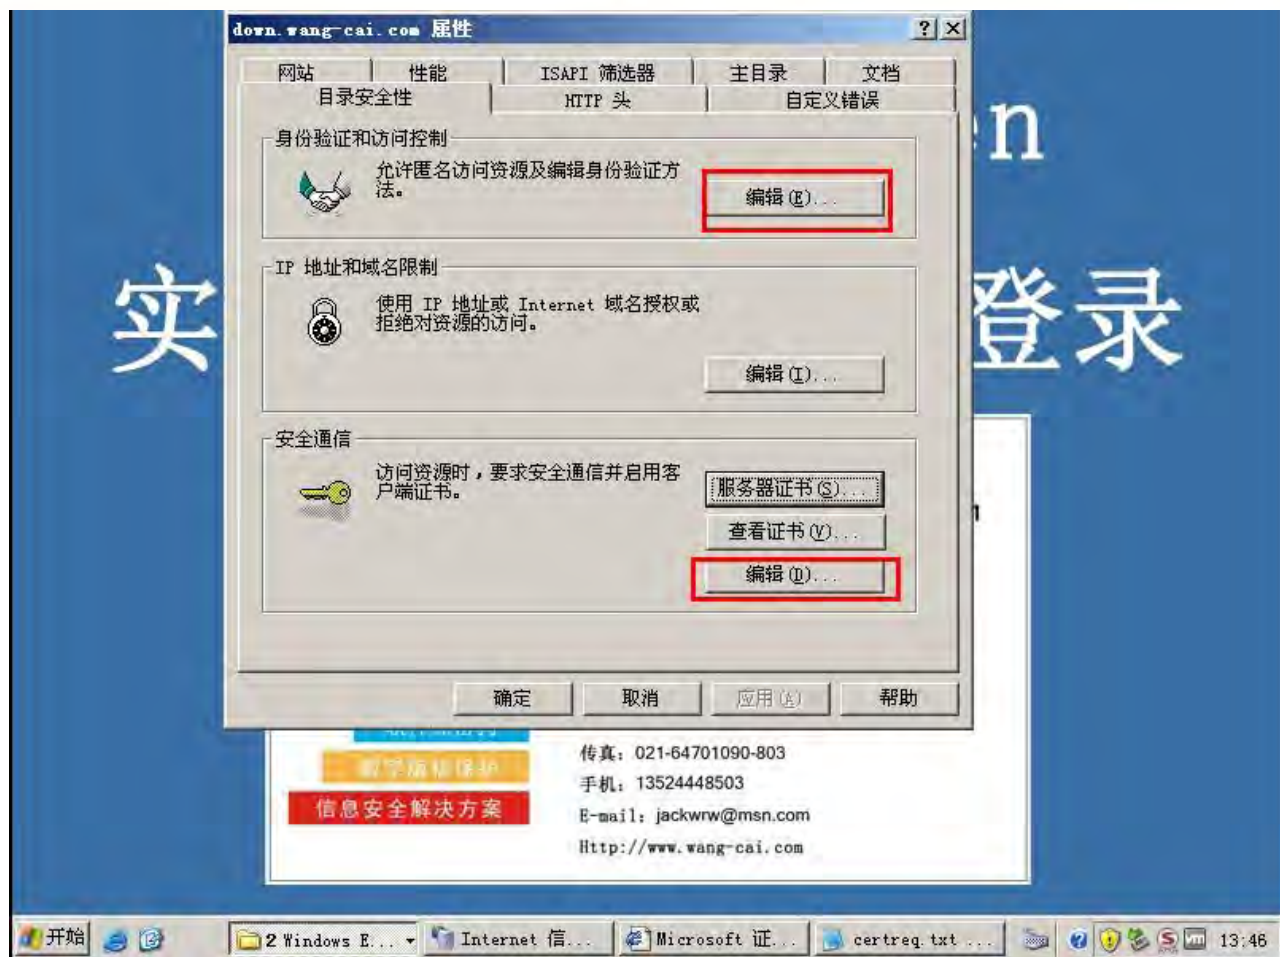 down.wang-cai.com 属性
网站 性能 ISAPI 筛选器 主目录 文档
目录安全性 HTTP 头 自定义错误
身份验证和访问控制
允许匿名访问资源及编辑身份验证方
法。
编辑(E)...
IP 地址和域名限制
使用 IP 地址或 Internet 域名授权或
拒绝对资源的访问。
编辑(I)...
安全通信
访问资源时，要求安全通信并启用客
户端证书。
服务器证书(S)...
查看证书(V)...
编辑(D)...
确定 取消 应用(A) 帮助
en
实 登录
数字版权保护
信息安全解决方案
传真：021-64701090-803
手机：13524448503
E-mail：jackwrw@msn.com
Http://www.wang-cai.com
开始 2 Windows E... Internet 信... Microsoft 证... certreq.txt ... 13:46